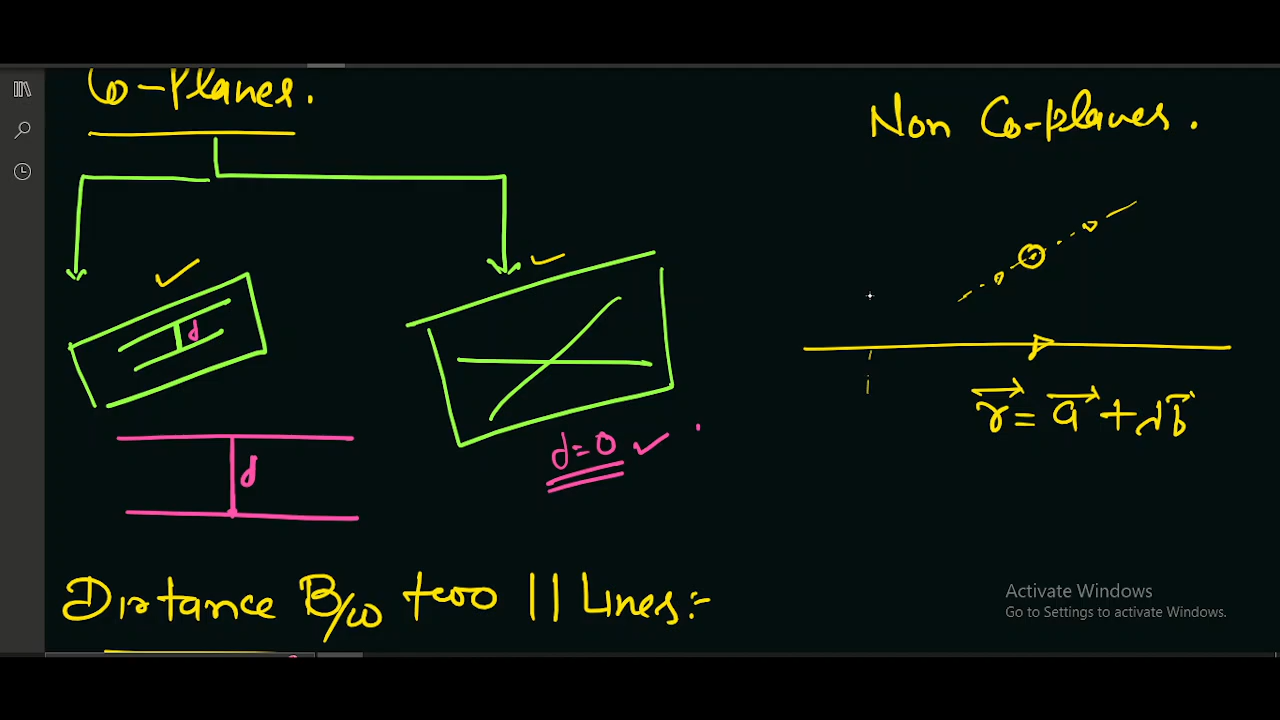 Co-Planes.
Non Co-planes.
d
d
d=0
r⃗ = a⃗ + λb⃗
Distance B/w two || Lines:-
Activate Windows
Go to Settings to activate Windows.